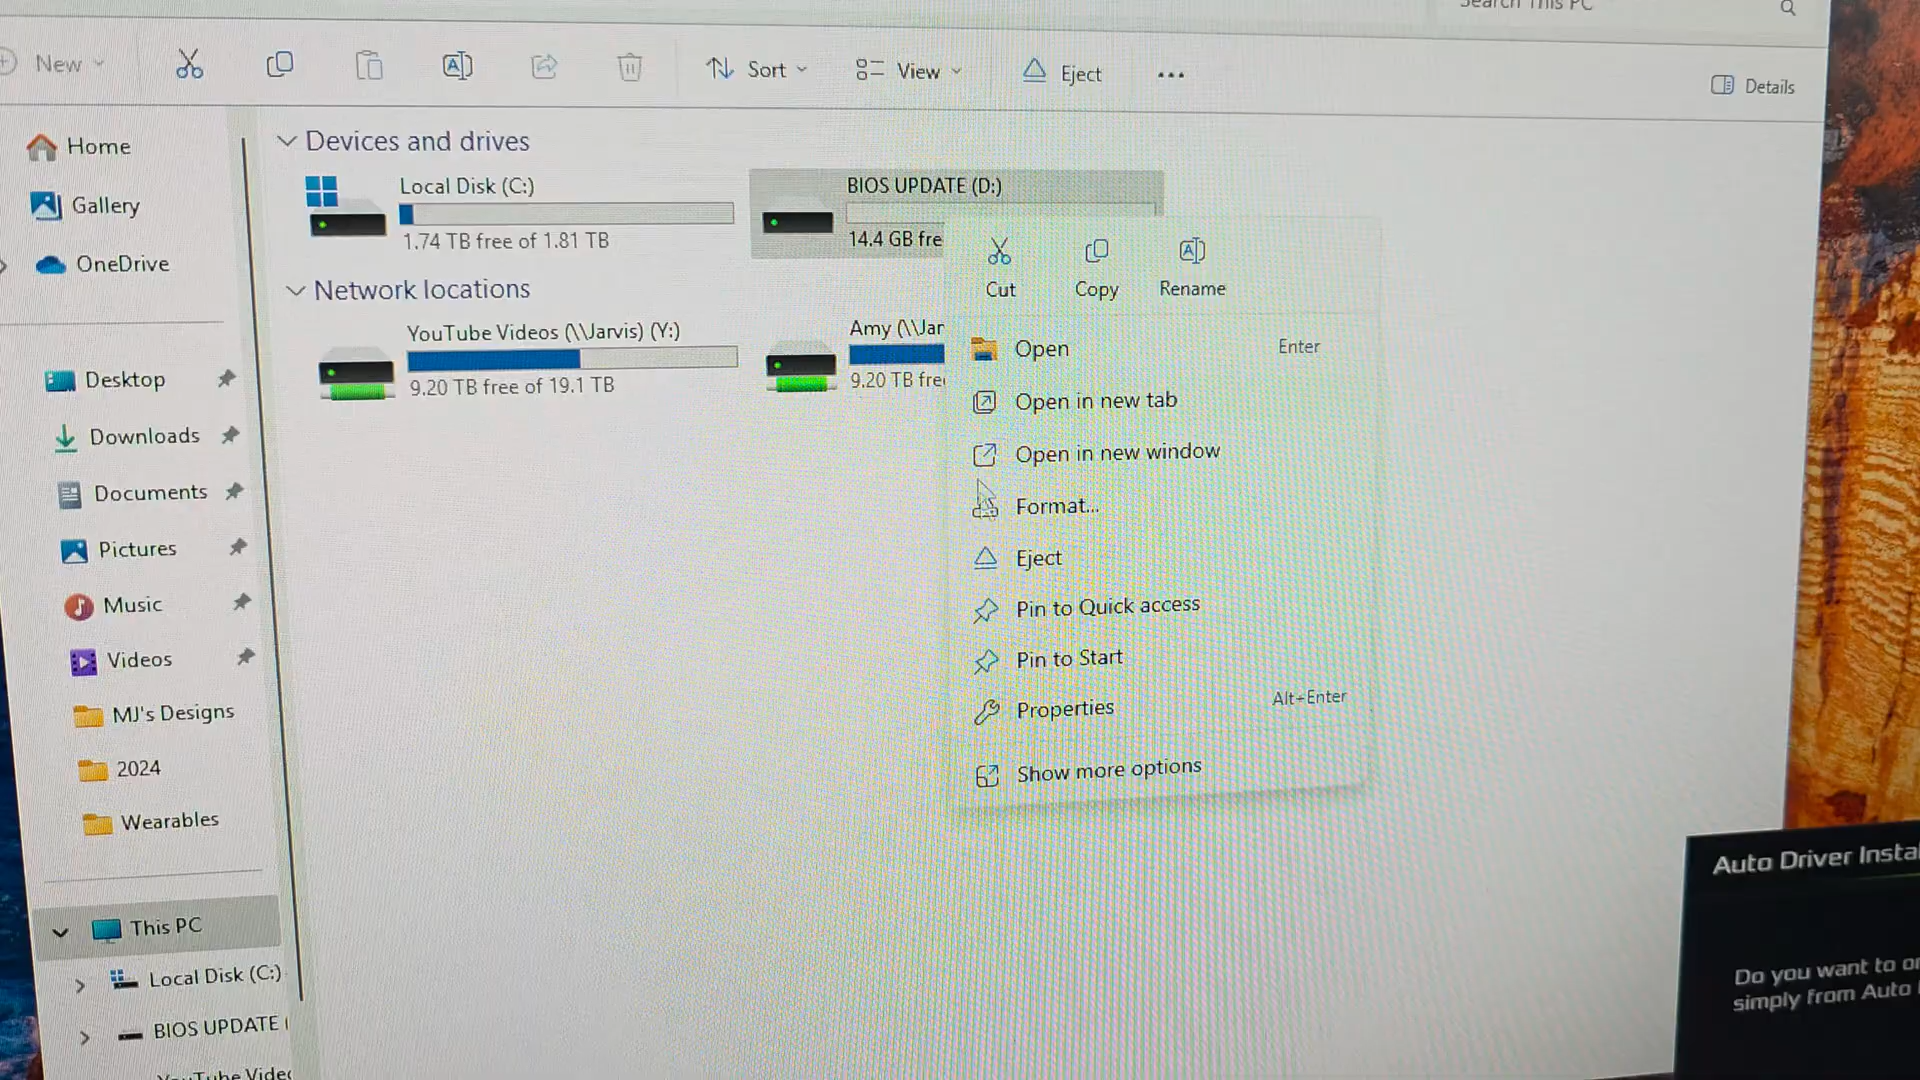 New
Sort
View
Eject
Details
Home
Gallery
OneDrive
Desktop
Downloads
Documents
Pictures
Music
Videos
MJ's Designs
2024
Wearables
This PC
Local Disk (C:)
BIOS UPDATE (
Devices and drives
Local Disk (C:)
1.74 TB free of 1.81 TB
BIOS UPDATE (D:)
14.4 GB fre
Network locations
YouTube Videos (\\Jarvis) (Y:)
9.20 TB free of 19.1 TB
Amy (\\Jar
9.20 TB fre
Cut
Copy
Rename
Open Enter
Open in new tab
Open in new window
Format...
Eject
Pin to Quick access
Pin to Start
Properties Alt+Enter
Show more options
Auto Driver Insta
Do you want to
simply from Auto